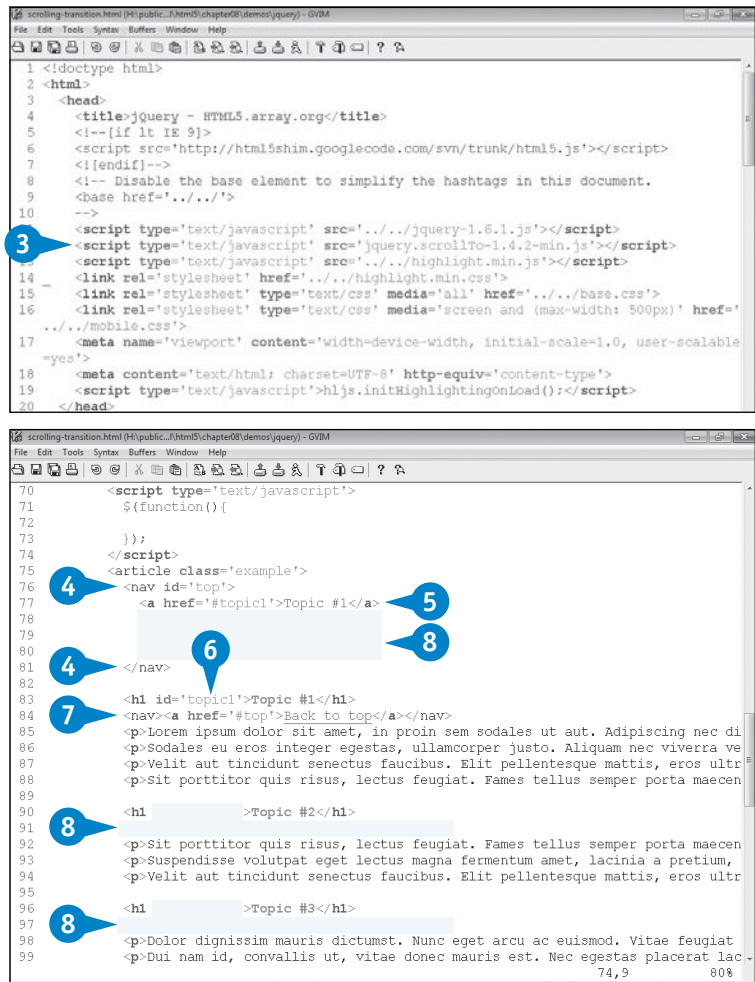 scrolling-transition.html (H:\public...l\html5\chapter08\demos\jquery) - GVIM
File Edit Tools Syntax Buffers Window Help
1 <!doctype html>
2 <html>
3 <head>
4 <title>jQuery - HTML5.array.org</title>
5 <!--[if lt IE 9]>
6 <script src='http://html5shim.googlecode.com/svn/trunk/html5.js'></script>
7 <![endif]-->
8 <!-- Disable the base element to simplify the hashtags in this document.
9 <base href='../../'>
10 -->
<script type='text/javascript' src='../../jquery-1.6.1.js'></script>
3 <script type='text/javascript' src='jquery.scrollTo-1.4.2-min.js'></script>
<script type='text/javascript' src='../../highlight.min.js'></script>
14 <link rel='stylesheet' href='../../highlight.min.css'>
15 <link rel='stylesheet' type='text/css' media='all' href='../../base.css'>
16 <link rel='stylesheet' type='text/css' media='screen and (max-width: 500px)' href='
../../mobile.css'>
17 <meta name='viewport' content='width=device-width, initial-scale=1.0, user-scalable
=yes'>
18 <meta content='text/html; charset=UTF-8' http-equiv='content-type'>
19 <script type='text/javascript'>hljs.initHighlightingOnLoad();</script>
20 </head>
scrolling-transition.html (H:\public...l\html5\chapter08\demos\jquery) - GVIM
File Edit Tools Syntax Buffers Window Help
70 <script type='text/javascript'>
71 $(function(){
72
73 });
74 </script>
75 <article class='example'>
76 4 <nav id='top'>
77 <a href='#topic1'>Topic #1</a> 5
78
79 8
80 6
81 4 </nav>
82
83 <h1 id='topic1'>Topic #1</h1>
84 7 <nav><a href='#top'>Back to top</a></nav>
85 <p>Lorem ipsum dolor sit amet, in proin sem sodales ut aut. Adipiscing nec di
86 <p>Sodales eu eros integer egestas, ullamcorper justo. Aliquam nec viverra ve
87 <p>Velit aut tincidunt senectus faucibus. Elit pellentesque mattis, eros ultr
88 <p>Sit porttitor quis risus, lectus feugiat. Fames tellus semper porta maecen
89
90 <h1 >Topic #2</h1>
91 8
92 <p>Sit porttitor quis risus, lectus feugiat. Fames tellus semper porta maecen
93 <p>Suspendisse volutpat eget lectus magna fermentum amet, lacinia a pretium,
94 <p>Velit aut tincidunt senectus faucibus. Elit pellentesque mattis, eros ultr
95
96 <h1 >Topic #3</h1>
97 8
98 <p>Dolor dignissim mauris dictumst. Nunc eget arcu ac euismod. Vitae feugiat
99 <p>Dui nam id, convallis ut, vitae donec mauris est. Nec egestas placerat lac
74,9 80%